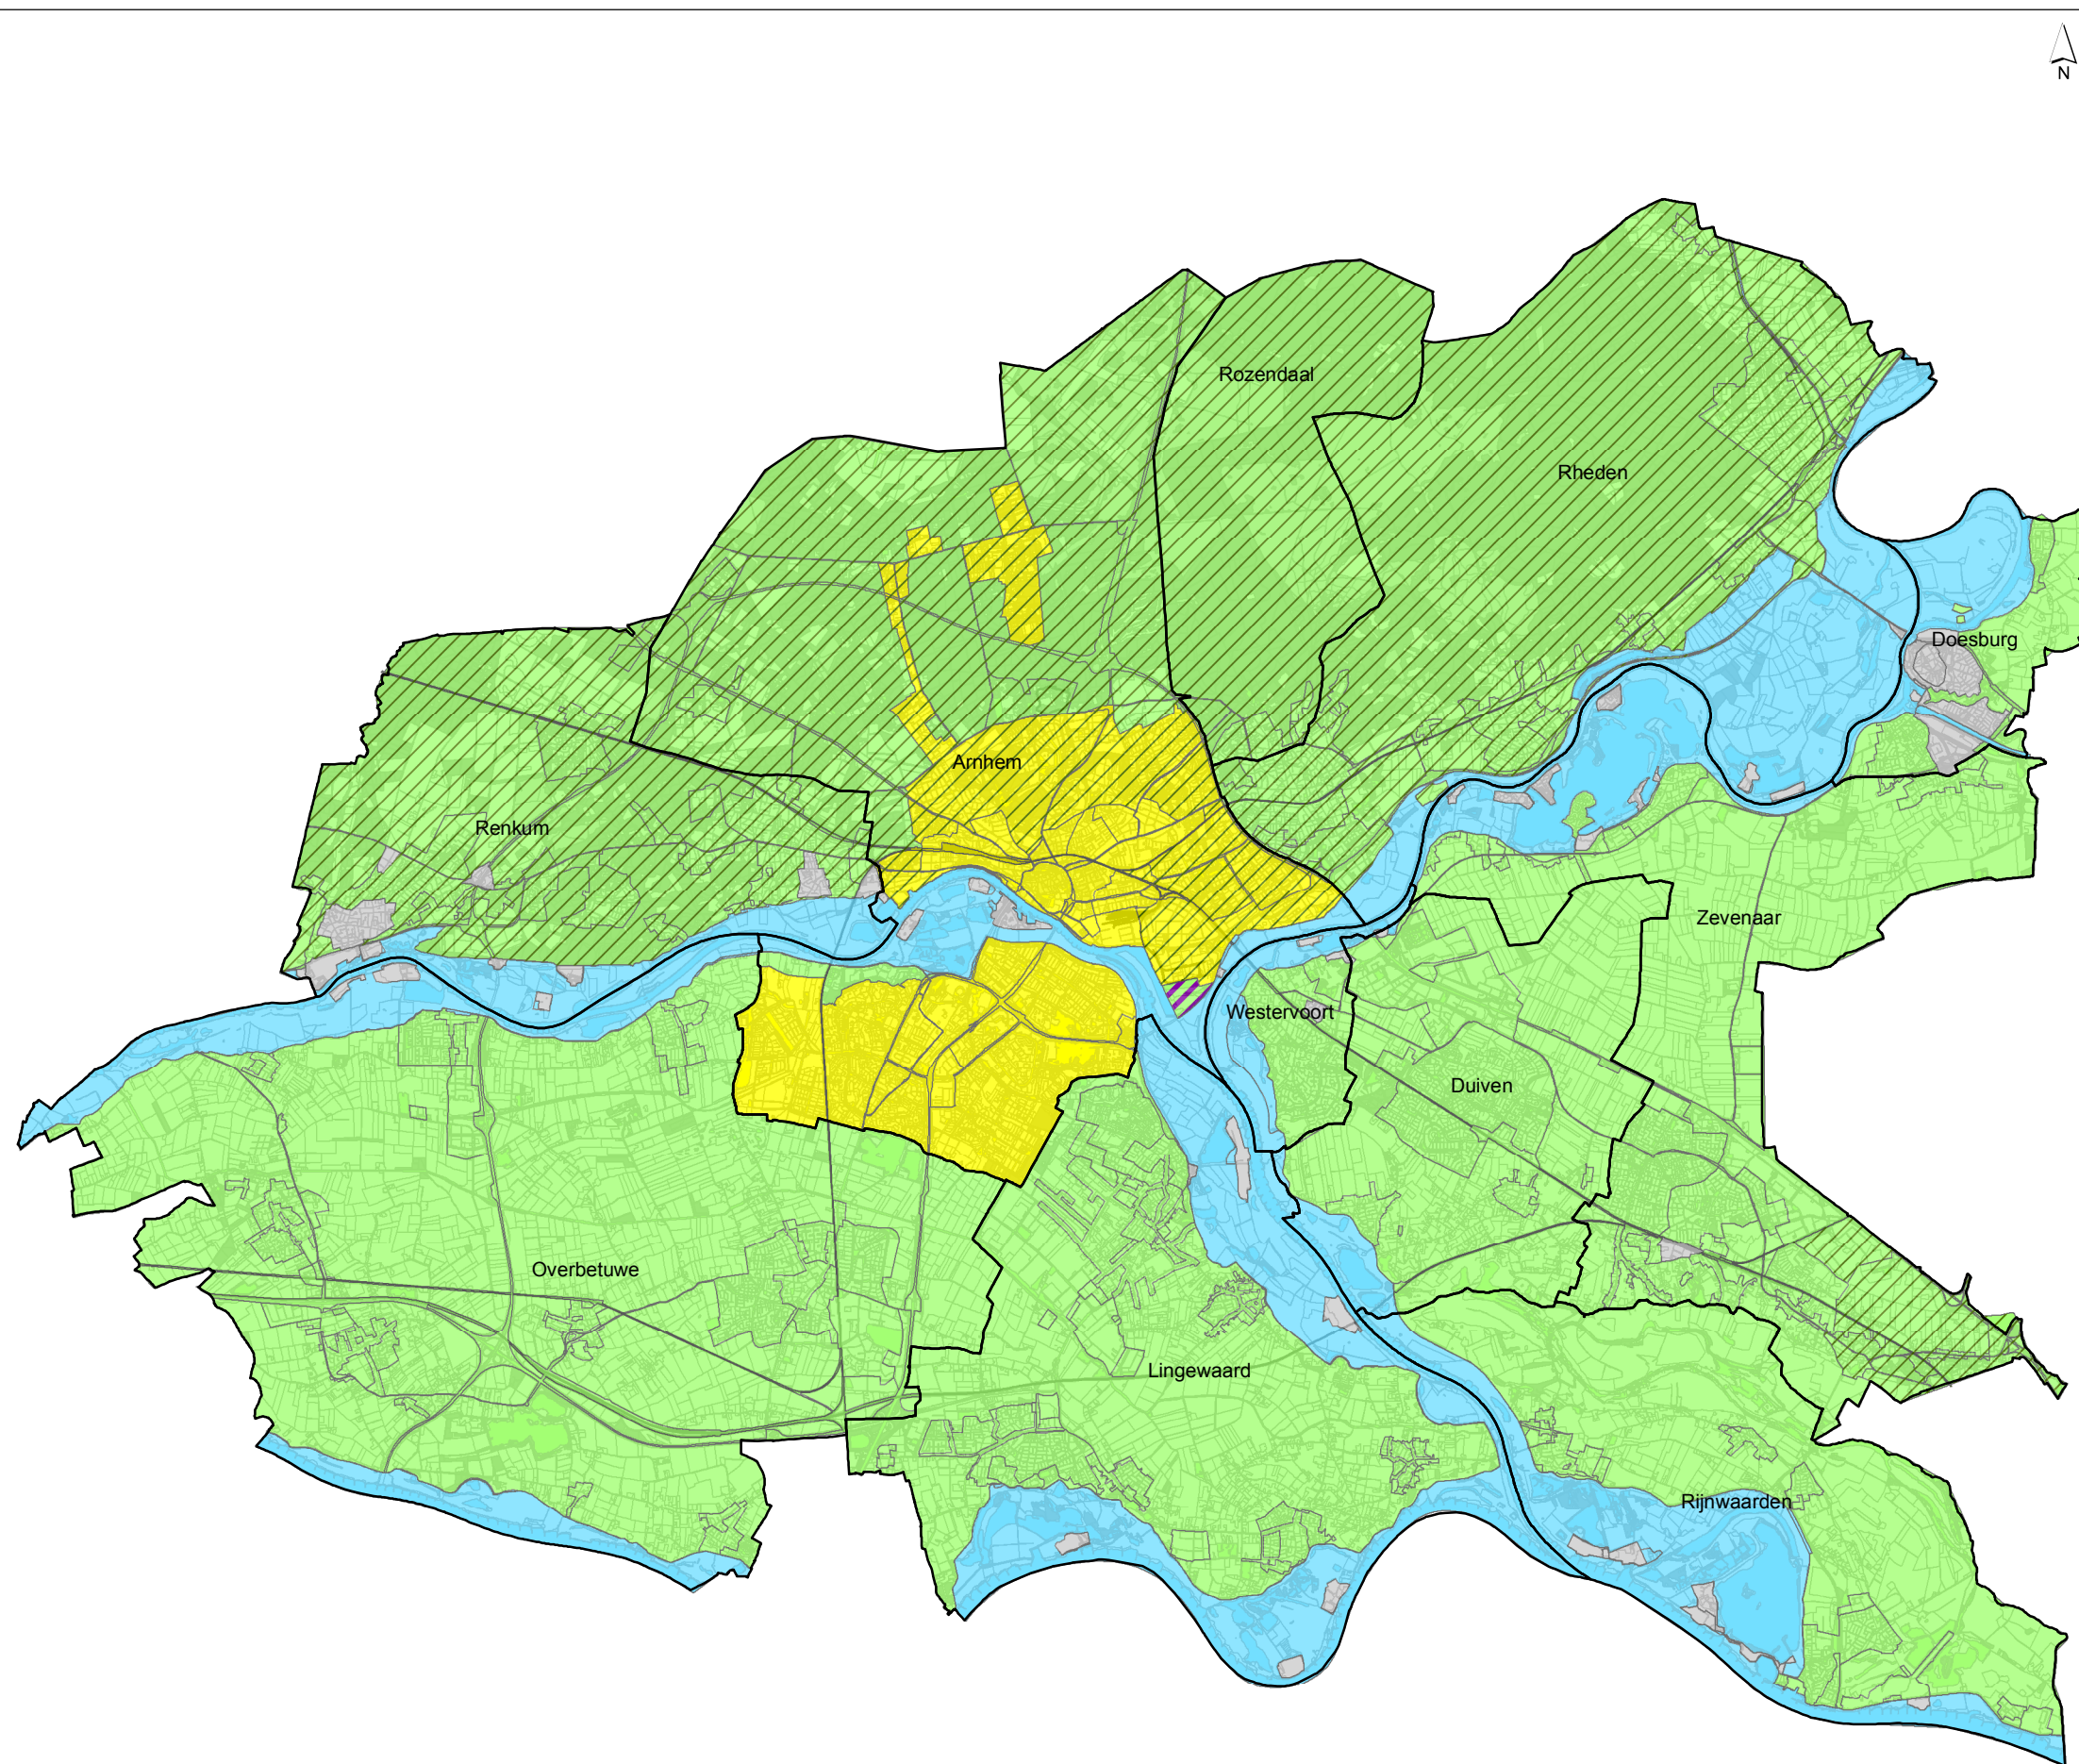 N
Rozendaal
Rheden
Doesburg
Arnhem
Renkum
Zevenaar
Westervoort
Duiven
Overbetuwe
Lingewaard
Rijnwaarden